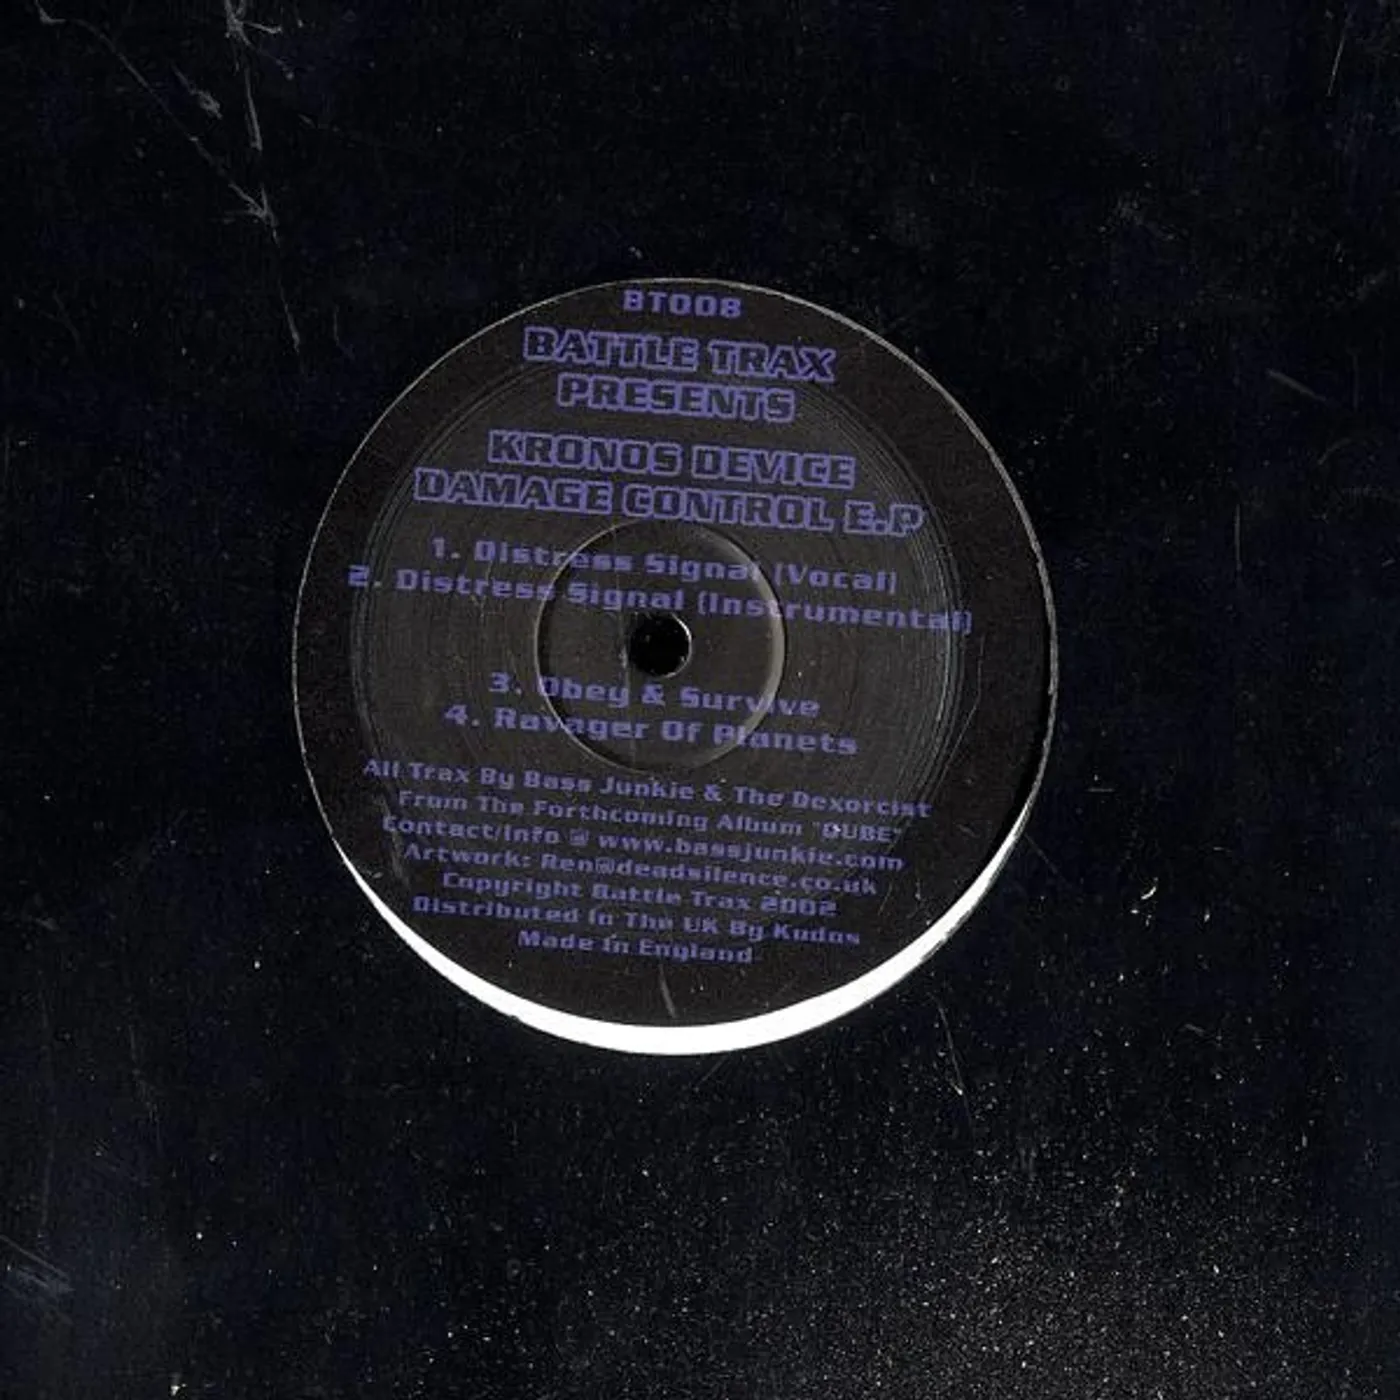 BT008
BATTLE TRAX
PRESENTS
KRONOS DEVICE
DAMAGE CONTROL E.P
1. Distress Signal (Vocal)
2. Distress Signal (Instrumental)
3. Obey & Survive
4. Ravager Of Planets
All Trax By Bass Junkie & The Dexorcist
From The Forthcoming Album "QUBE"
Contact/Info @ www.bassjunkie.com
Artwork: Ren@deadsilence.co.uk
Copyright Battle Trax 2002
Distributed In The UK By Kudos
Made In England